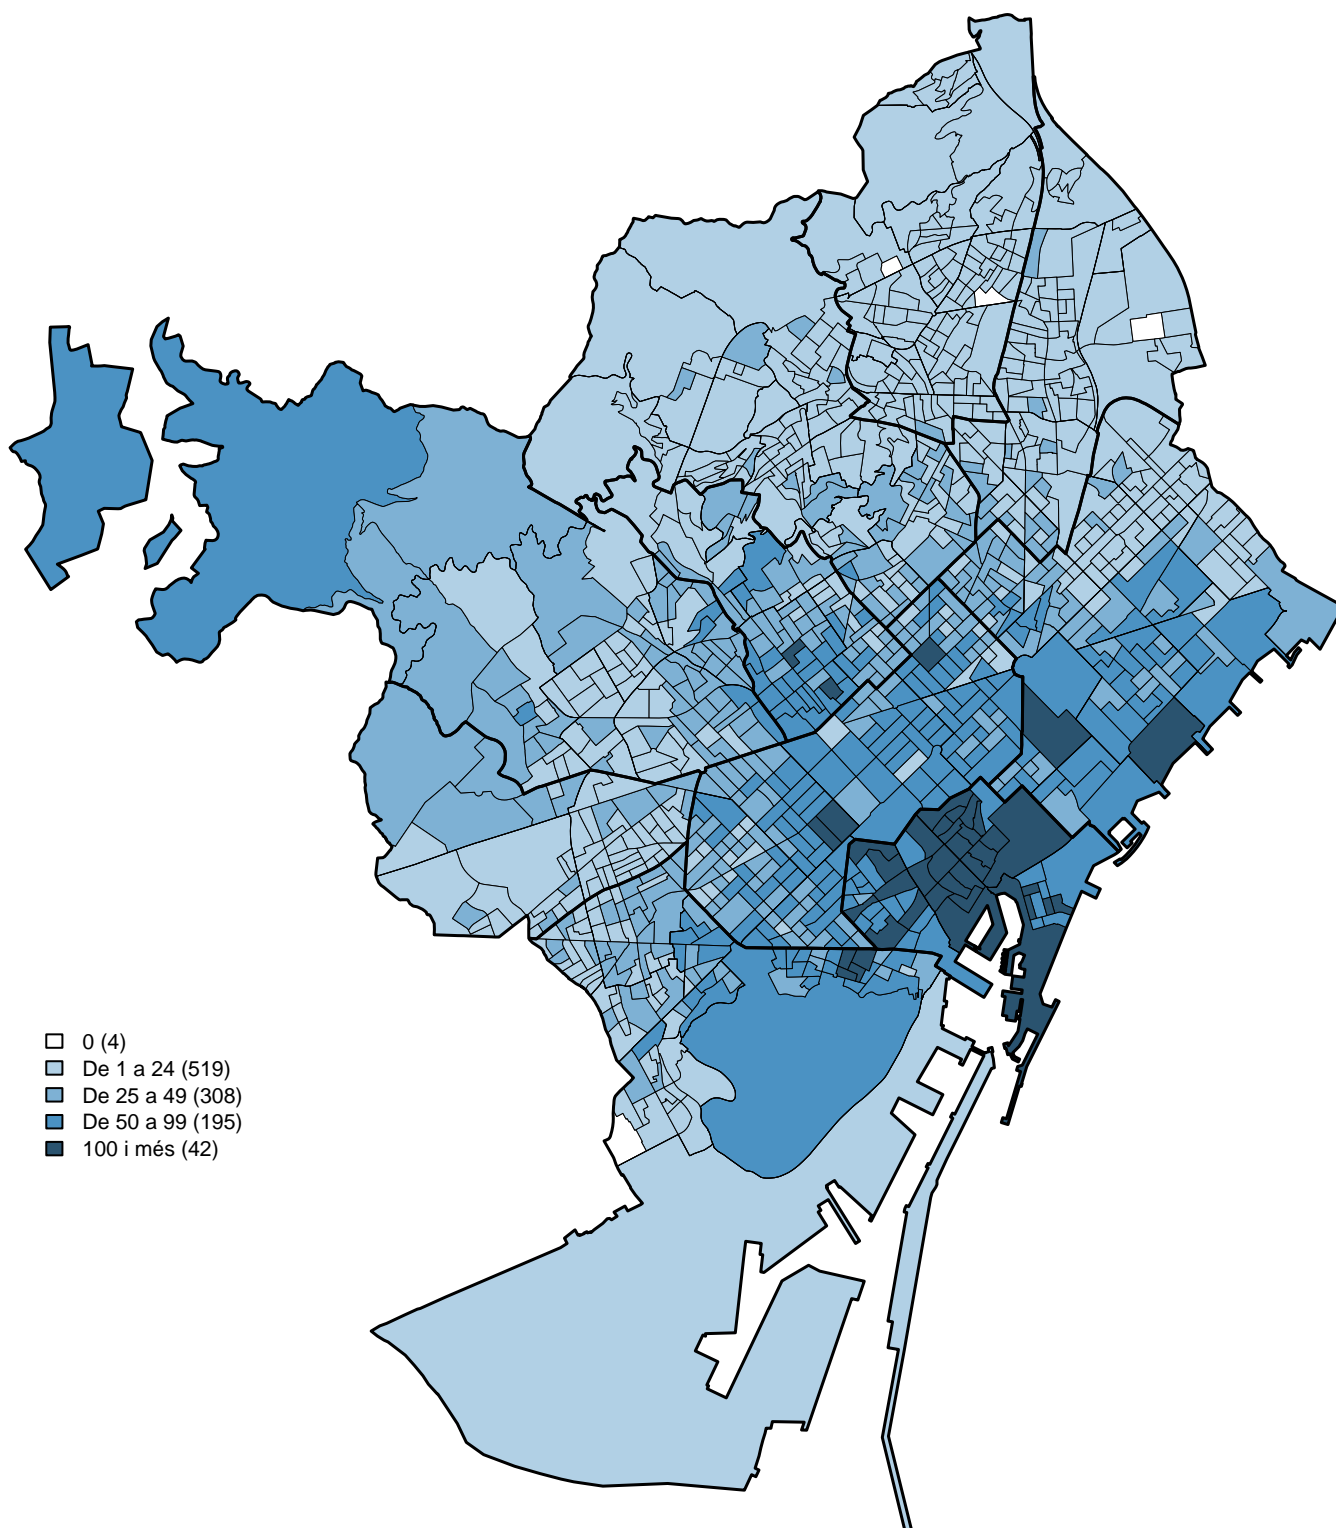 0 (4)
De 1 a 24 (519)
De 25 a 49 (308)
De 50 a 99 (195)
100 i més (42)